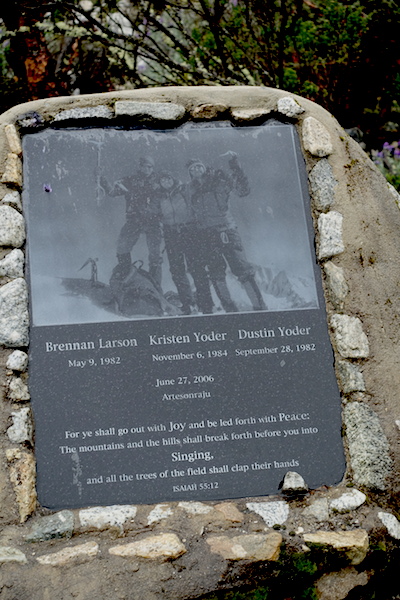 Brennan Larson Kristen Yoder Dustin Yoder
May 9, 1982 November 6, 1984 September 28, 1982
June 27, 2006
Artesonraju
For ye shall go out with Joy and be led forth with Peace:
The mountains and the hills shall break forth before you into
Singing,
and all the trees of the field shall clap their hands
ISAIAH 55:12